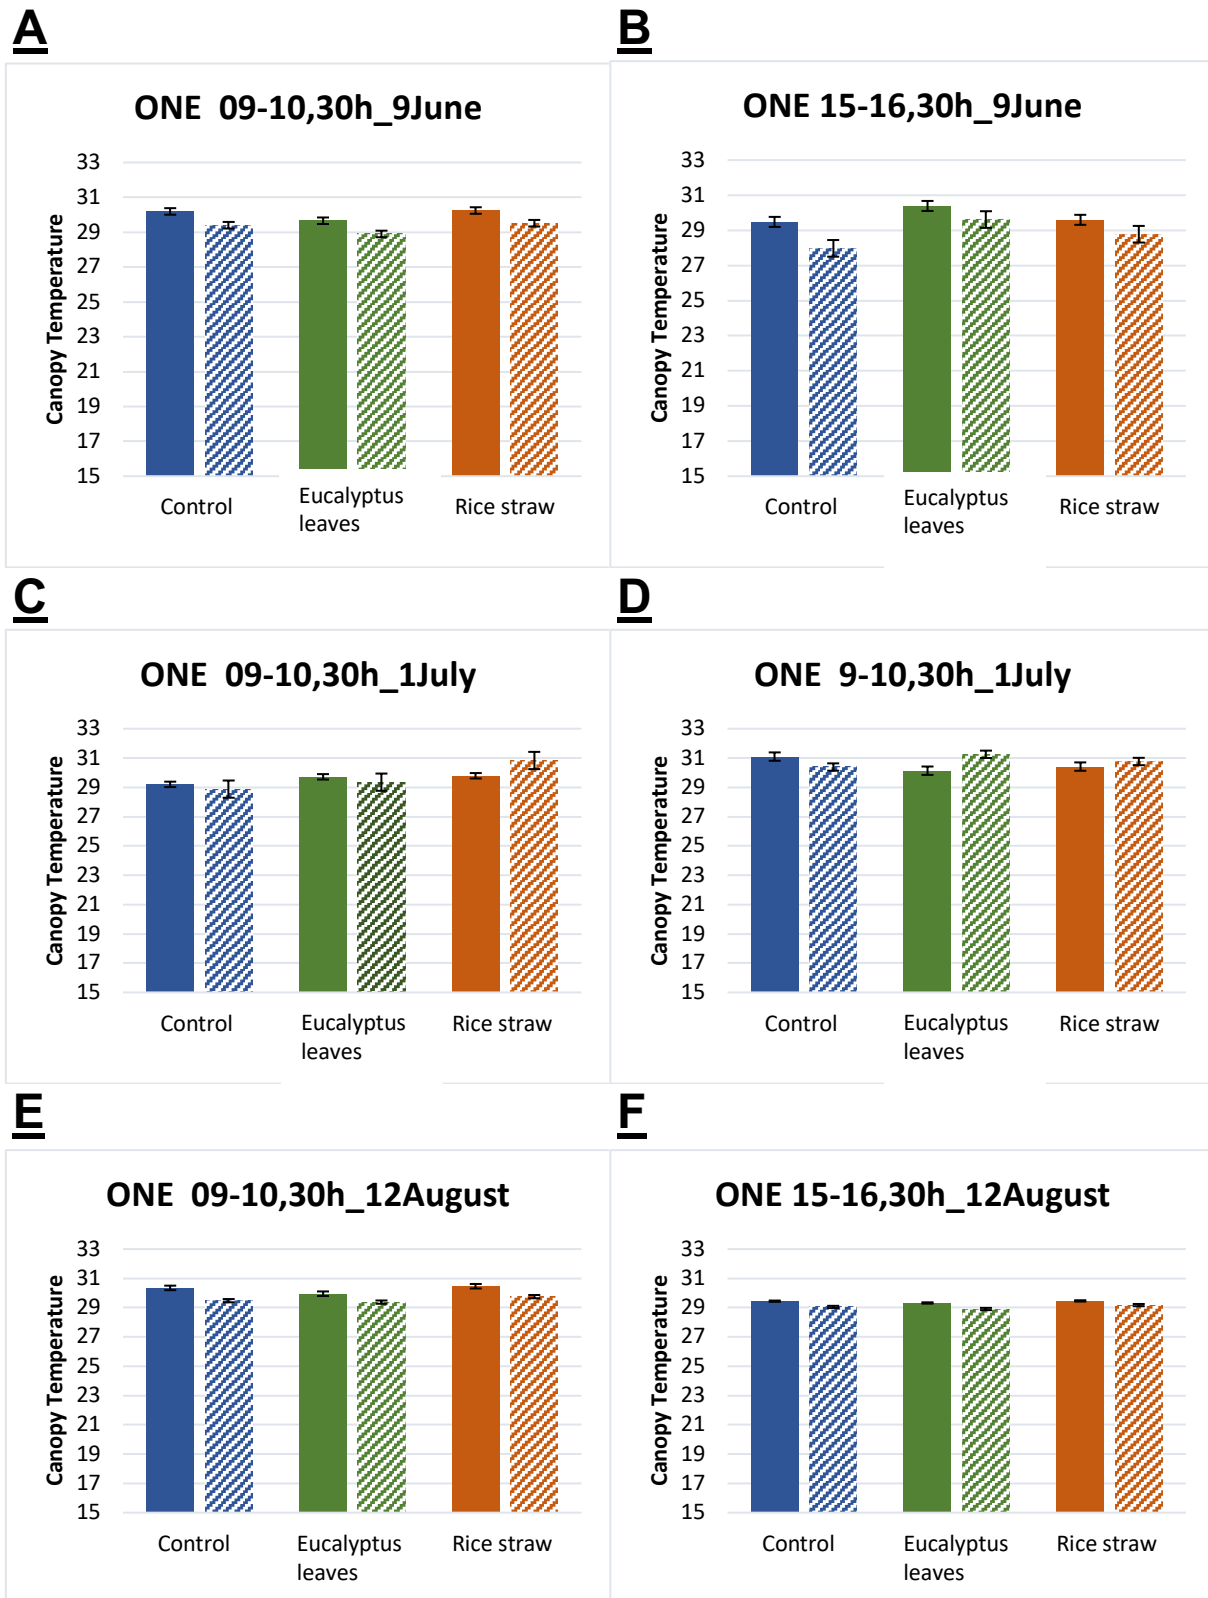 A
ONE  09-10,30h_9June
Canopy Temperature
33
31
29
27
25
23
21
19
17
15
Control
Eucalyptus
leaves
Rice straw
B
ONE 15-16,30h_9June
Canopy Temperature
33
31
29
27
25
23
21
19
17
15
Control
Eucalyptus
leaves
Rice straw
C
ONE  09-10,30h_1July
Canopy Temperature
33
31
29
27
25
23
21
19
17
15
Control
Eucalyptus
leaves
Rice straw
D
ONE  9-10,30h_1July
Canopy Temperature
33
31
29
27
25
23
21
19
17
15
Control
Eucalyptus
leaves
Rice straw
E
ONE  09-10,30h_12August
Canopy Temperature
33
31
29
27
25
23
21
19
17
15
Control
Eucalyptus
leaves
Rice straw
F
ONE 15-16,30h_12August
Canopy Temperature
33
31
29
27
25
23
21
19
17
15
Control
Eucalyptus
leaves
Rice straw